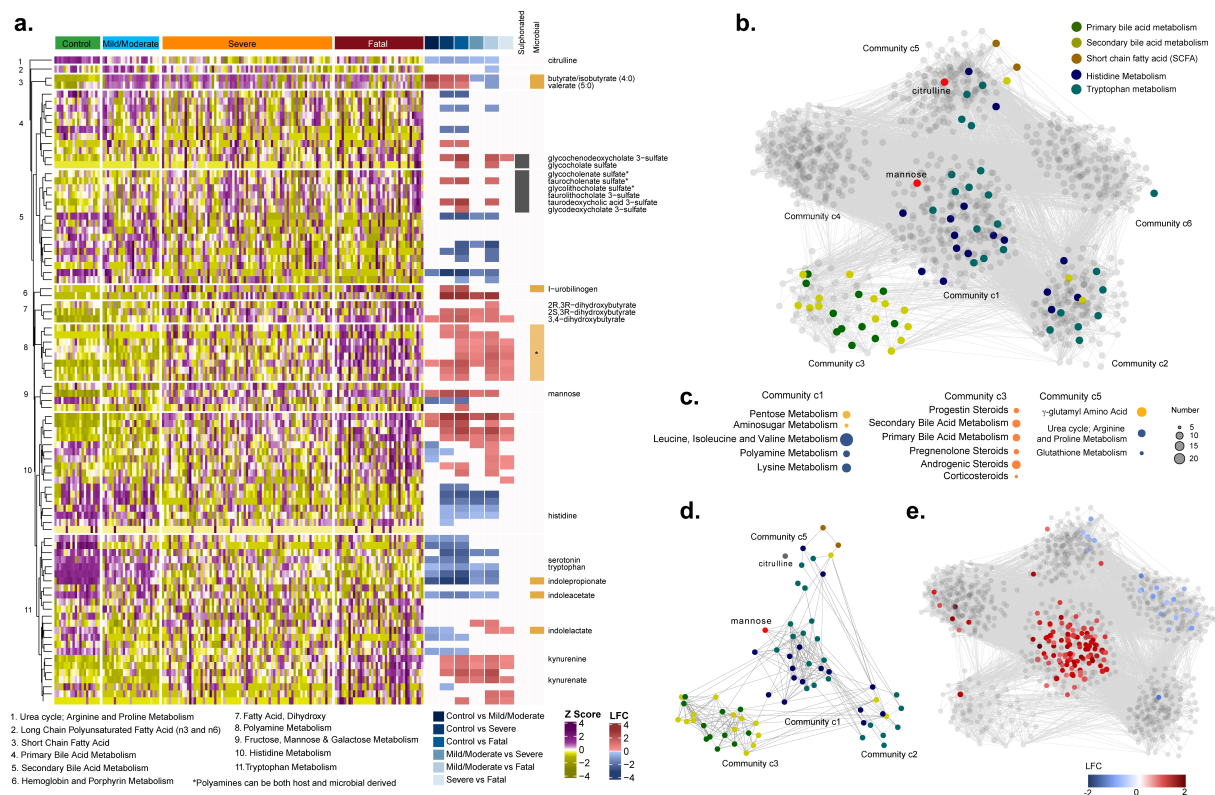 a.
Control
Mild/Moderate
Severe
Fatal
Sulphonated
Microbial
1
2
3
4
5
6
7
8
9
10
11
citrulline
butyrate/isobutyrate (4:0)
valerate (5:0)
glycochenodeoxycholate 3−sulfate
glycocholate sulfate
glycocholenate sulfate*
taurocholenate sulfate*
glycolithocholate sulfate*
taurolithocholate 3−sulfate
taurodeoxycholic acid 3−sulfate
glycodeoxycholate 3−sulfate
I−urobilinogen
2R,3R−dihydroxybutyrate
2S,3R−dihydroxybutyrate
3,4−dihydroxybutyrate
*
mannose
histidine
serotonin
tryptophan
indolepropionate
indoleacetate
indolelactate
kynurenine
kynurenate
1. Urea cycle; Arginine and Proline Metabolism
2. Long Chain Polyunsaturated Fatty Acid (n3 and n6)
3. Short Chain Fatty Acid
4. Primary Bile Acid Metabolism
5. Secondary Bile Acid Metabolism
6. Hemoglobin and Porphyrin Metabolism
7. Fatty Acid, Dihydroxy
8. Polyamine Metabolism
9. Fructose, Mannose & Galactose Metabolism
10. Histidine Metabolism
11.Tryptophan Metabolism
*Polyamines can be both host and microbial derived
Control vs Mild/Moderate
Control vs Severe
Control vs Fatal
Mild/Moderate vs Severe
Mild/Moderate vs Fatal
Severe vs Fatal
Z Score
4
2
0
−2
−4
LFC
4
2
0
−2
−4
b.
Community c5
citrulline
mannose
Community c4
Community c6
Community c1
Community c3
Community c2
Primary bile acid metabolism
Secondary bile acid metabolism
Short chain fatty acid (SCFA)
Histidine Metabolism
Tryptophan metabolism
c.
Community c1
Pentose Metabolism
Aminosugar Metabolism
Leucine, Isoleucine and Valine Metabolism
Polyamine Metabolism
Lysine Metabolism
Community c3
Progestin Steroids
Secondary Bile Acid Metabolism
Primary Bile Acid Metabolism
Pregnenolone Steroids
Androgenic Steroids
Corticosteroids
Community c5
γ-glutamyl Amino Acid
Urea cycle; Arginine
and Proline Metabolism
Glutathione Metabolism
Number
5
10
15
20
d.
Community c5
citrulline
mannose
Community c1
Community c3
Community c2
e.
LFC
-2
0
2